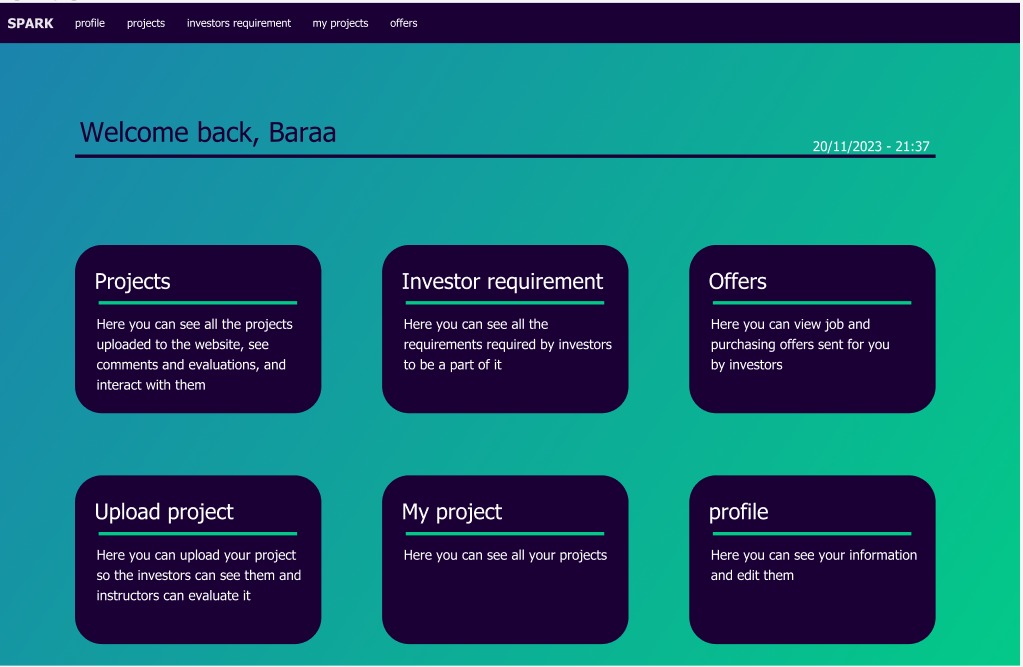 SPARK profile projects investors requirement my projects offers
Welcome back, Baraa
20/11/2023 - 21:37
Projects
Here you can see all the projects
uploaded to the website, see
comments and evaluations, and
interact with them
Investor requirement
Here you can see all the
requirements required by investors
to be a part of it
Offers
Here you can view job and
purchasing offers sent for you
by investors
Upload project
Here you can upload your project
so the investors can see them and
instructors can evaluate it
My project
Here you can see all your projects
profile
Here you can see your information
and edit them